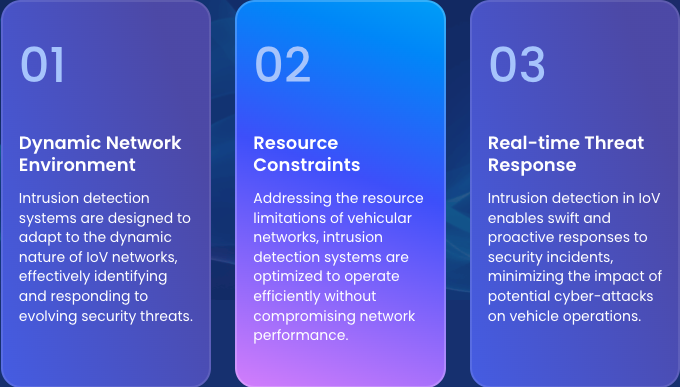 01
Dynamic Network
Environment
Intrusion detection
systems are designed to
adapt to the dynamic
nature of IoV networks,
effectively identifying
and responding to
evolving security threats.
02
Resource
Constraints
Addressing the resource
limitations of vehicular
networks, intrusion
detection systems are
optimized to operate
efficiently without
compromising network
performance.
03
Real-time Threat
Response
Intrusion detection in IoV
enables swift and
proactive responses to
security incidents,
minimizing the impact of
potential cyber-attacks
on vehicle operations.